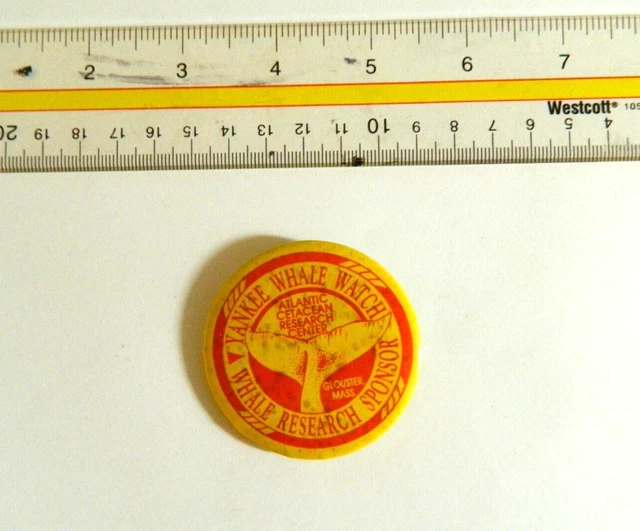 2 3 4 5 6 7
Westcott®
20 19 18 17 16 15 14 13 12 11 10 9 8 7 6 5 4
YANKEE WHALE WATCH
ATLANTIC
CETACEAN
RESEARCH
CENTER
GLOUSTER,
MASS.
WHALE RESEARCH SPONSOR